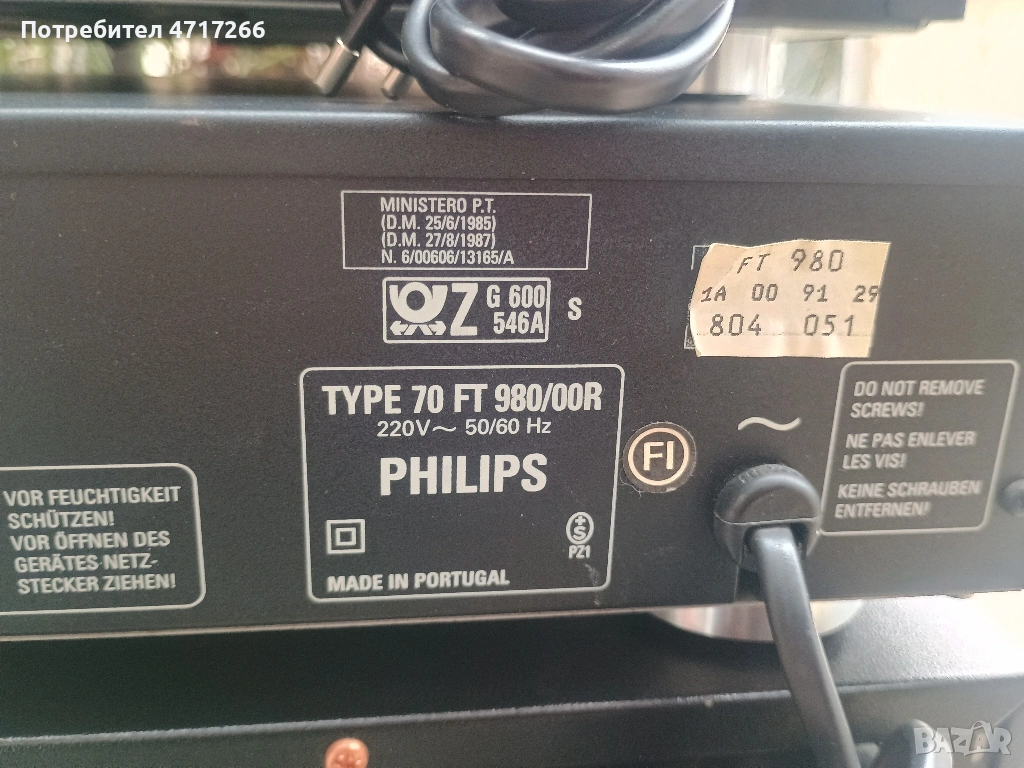 Потребител 4717266
MINISTERO P.T.
(D.M. 25/6/1985)
(D.M. 27/8/1987)
N. 6/00606/13165/A
Z G 600
546A
S
FT 980
1A 00 91 29
804 051
TYPE 70 FT 980/00R
220V~ 50/60 Hz
PHILIPS
+S
PZ1
MADE IN PORTUGAL
FI
~
DO NOT REMOVE
SCREWS!
NE PAS ENLEVER
LES VIS!
KEINE SCHRAUBEN
ENTFERNEN!
VOR FEUCHTIGKEIT
SCHÜTZEN!
VOR ÖFFNEN DES
GERÄTES-NETZ-
STECKER ZIEHEN!
BAZAR